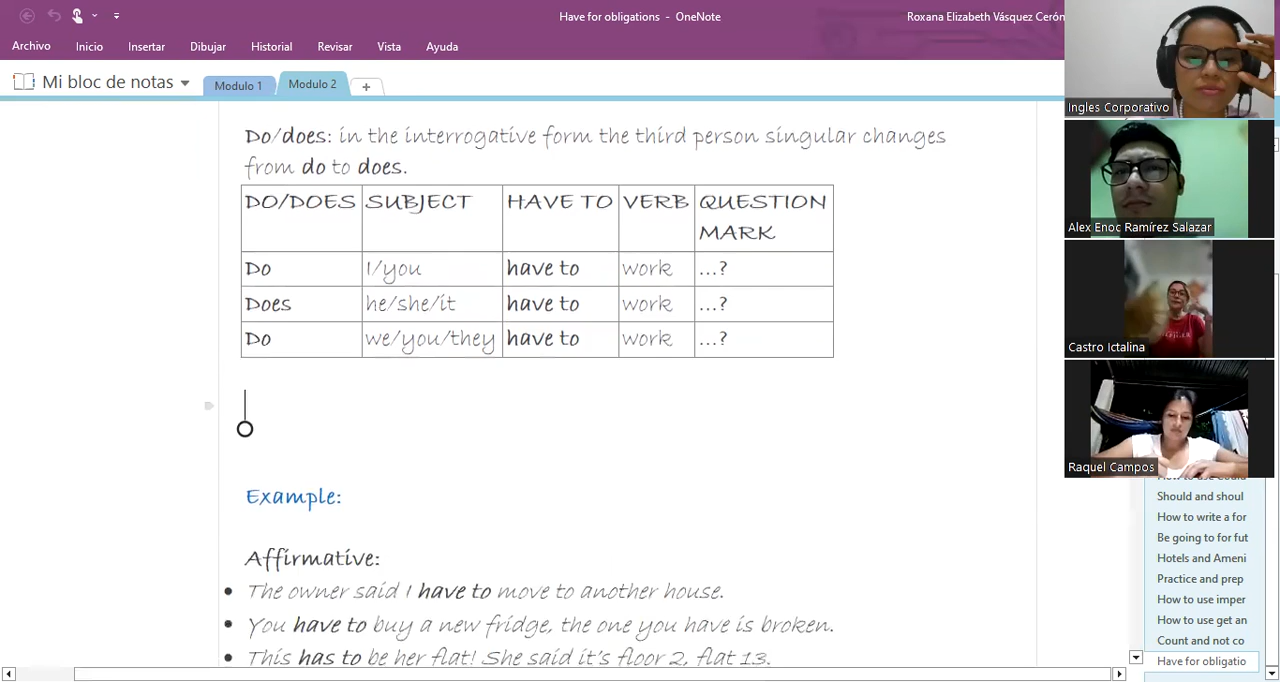 Have for obligations - OneNote
Roxana Elizabeth Vásquez Cerón
Archivo Inicio Insertar Dibujar Historial Revisar Vista Ayuda
Mi bloc de notas Modulo 1 Modulo 2 +
Do/does: in the interrogative form the third person singular changes
from do to does.
DO/DOES SUBJECT HAVE TO VERB QUESTION
MARK
Do I/you have to work ...?
Does he/she/it have to work ...?
Do we/you/they have to work ...?
Example:
Affirmative:
The owner said I have to move to another house.
You have to buy a new fridge, the one you have is broken.
This has to be her flat! She said it's floor 2, flat 13.
Ingles Corporativo
Alex Enoc Ramírez Salazar
Castro Ictalina
Raquel Campos
Should and shoul
How to write a for
Be going to for fut
Hotels and Ameni
Practice and prep
How to use imper
How to use get an
Count and not co
Have for obligatio